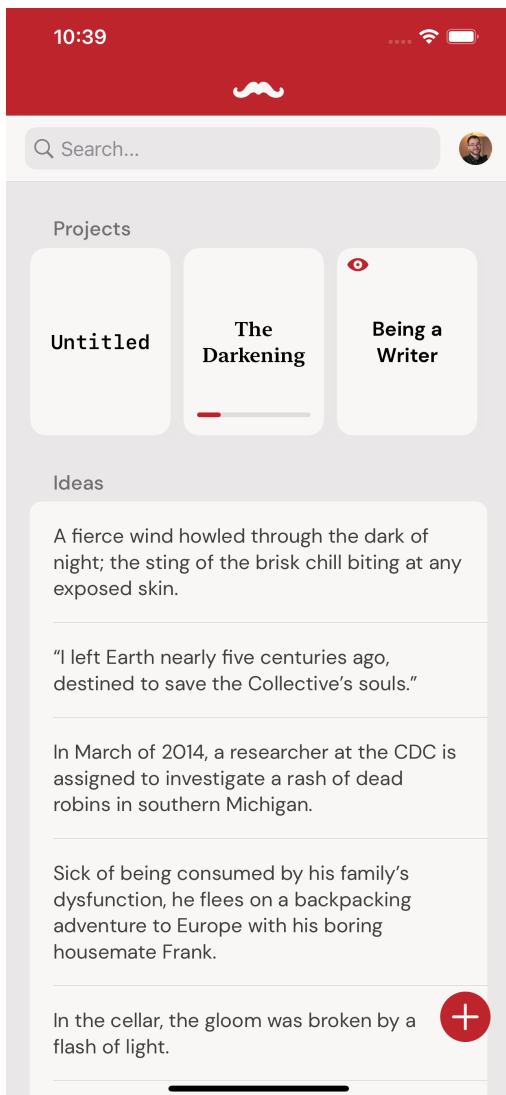 10:39
Search...
Projects
Untitled
The
Darkening
Being a
Writer
Ideas
A fierce wind howled through the dark of
night; the sting of the brisk chill biting at any
exposed skin.
“I left Earth nearly five centuries ago,
destined to save the Collective’s souls.”
In March of 2014, a researcher at the CDC is
assigned to investigate a rash of dead
robins in southern Michigan.
Sick of being consumed by his family’s
dysfunction, he flees on a backpacking
adventure to Europe with his boring
housemate Frank.
In the cellar, the gloom was broken by a
flash of light.